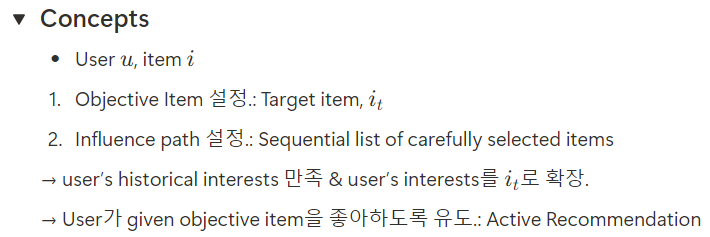 ▼ Concepts
• User u, item i
1. Objective Item 설정.: Target item, i_t
2. Influence path 설정.: Sequential list of carefully selected items
→ user’s historical interests 만족 & user’s interests를 i_t로 확장.
→ User가 given objective item을 좋아하도록 유도.: Active Recommendation